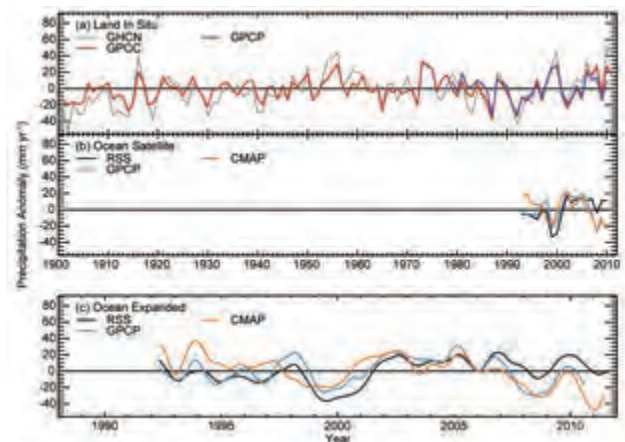 80
60
40
20
0
-20
-40
(a) Land In Situ
GHCN
GPCC
GPCP
80
60
40
20
0
-20
-40
(b) Ocean Satellite
RSS
GPCP
CMAP
1900 1910 1920 1930 1940 1950 1960 1970 1980 1990 2000 2010
Precipitation Anomaly (mm yr⁻¹)
80
60
40
20
0
-20
-40
(c) Ocean Expanded
RSS
GPCP
CMAP
1990 1995 2000 2005 2010
Year